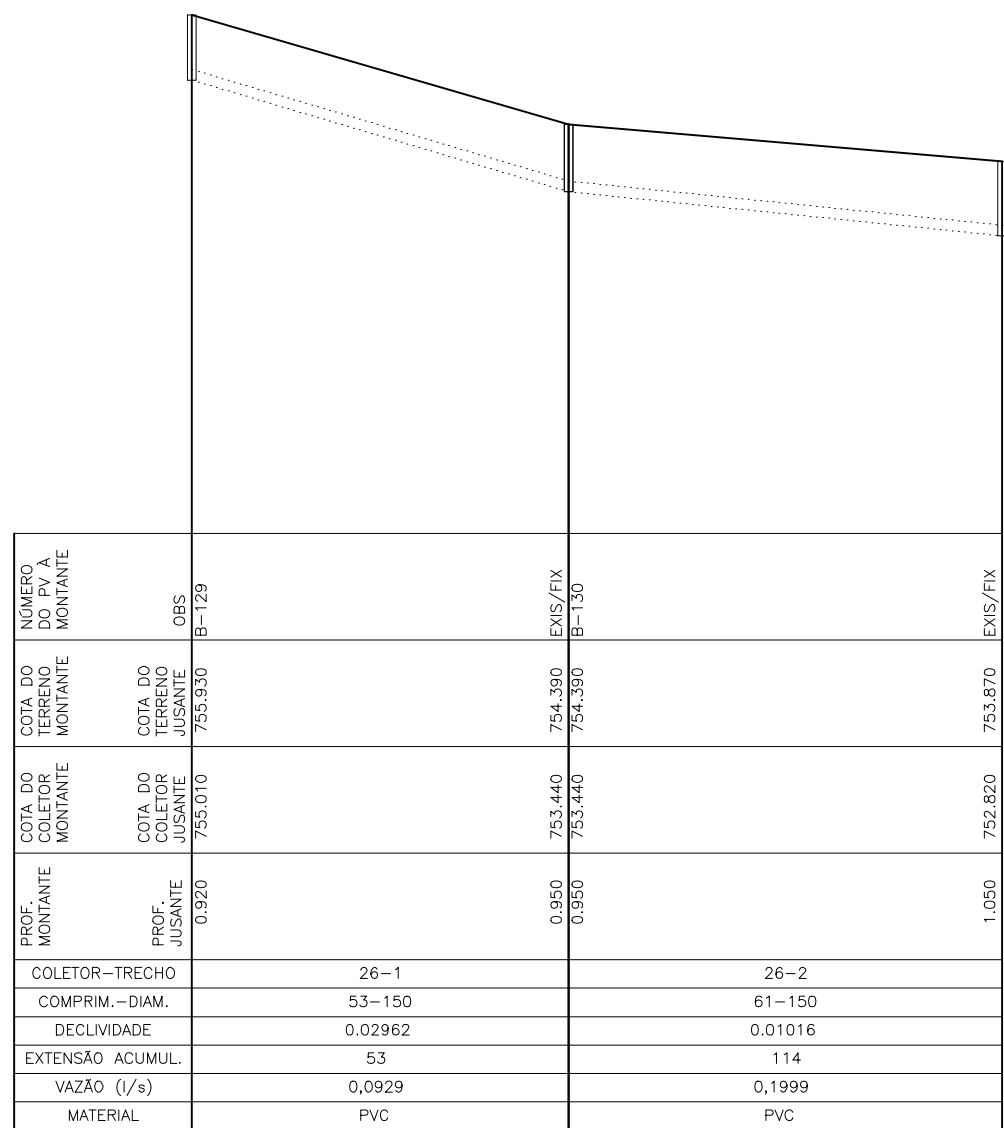 NÚMERO
DO PV À
MONTANTE
OBS
B-129
EXIS/FIX
B-130
EXIS/FIX
COTA DO
TERRENO
MONTANTE
COTA DO
TERRENO
JUSANTE
755.930
754.390
754.390
753.870
COTA DO
COLETOR
MONTANTE
COTA DO
COLETOR
JUSANTE
755.010
753.440
753.440
752.820
PROF.
MONTANTE
PROF.
JUSANTE
0.920
0.950
0.950
1.050
COLETOR-TRECHO
26-1
26-2
COMPRIM.-DIAM.
53-150
61-150
DECLIVIDADE
0.02962
0.01016
EXTENSÃO ACUMUL.
53
114
VAZÃO (l/s)
0,0929
0,1999
MATERIAL
PVC
PVC